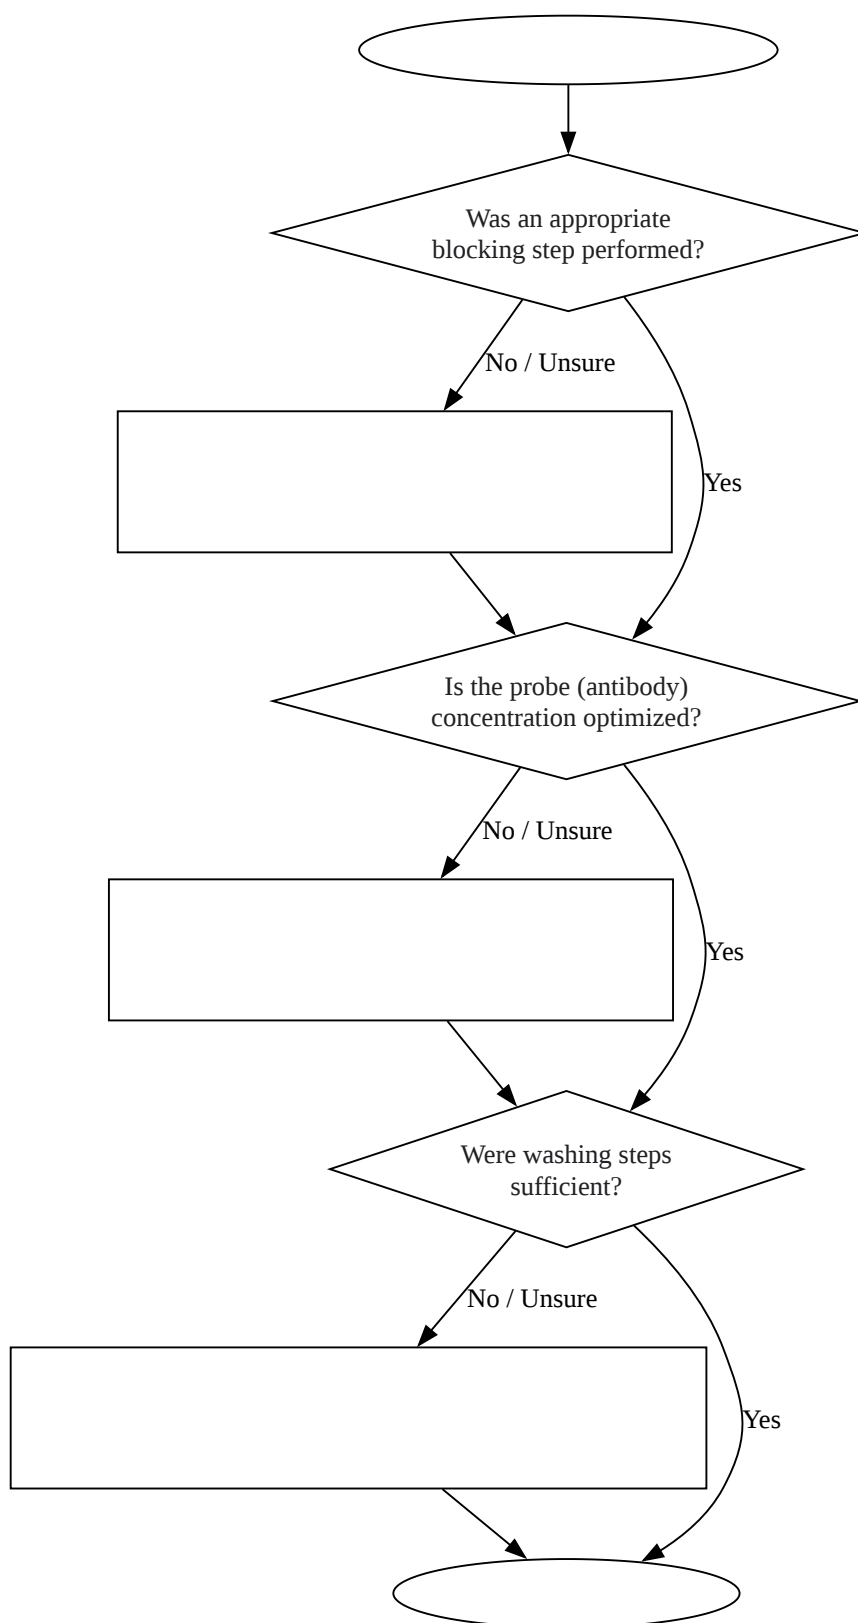 Was an appropriate
blocking step performed?
No / Unsure
Yes
Is the probe (antibody)
concentration optimized?
No / Unsure
Yes
Were washing steps
sufficient?
No / Unsure
Yes